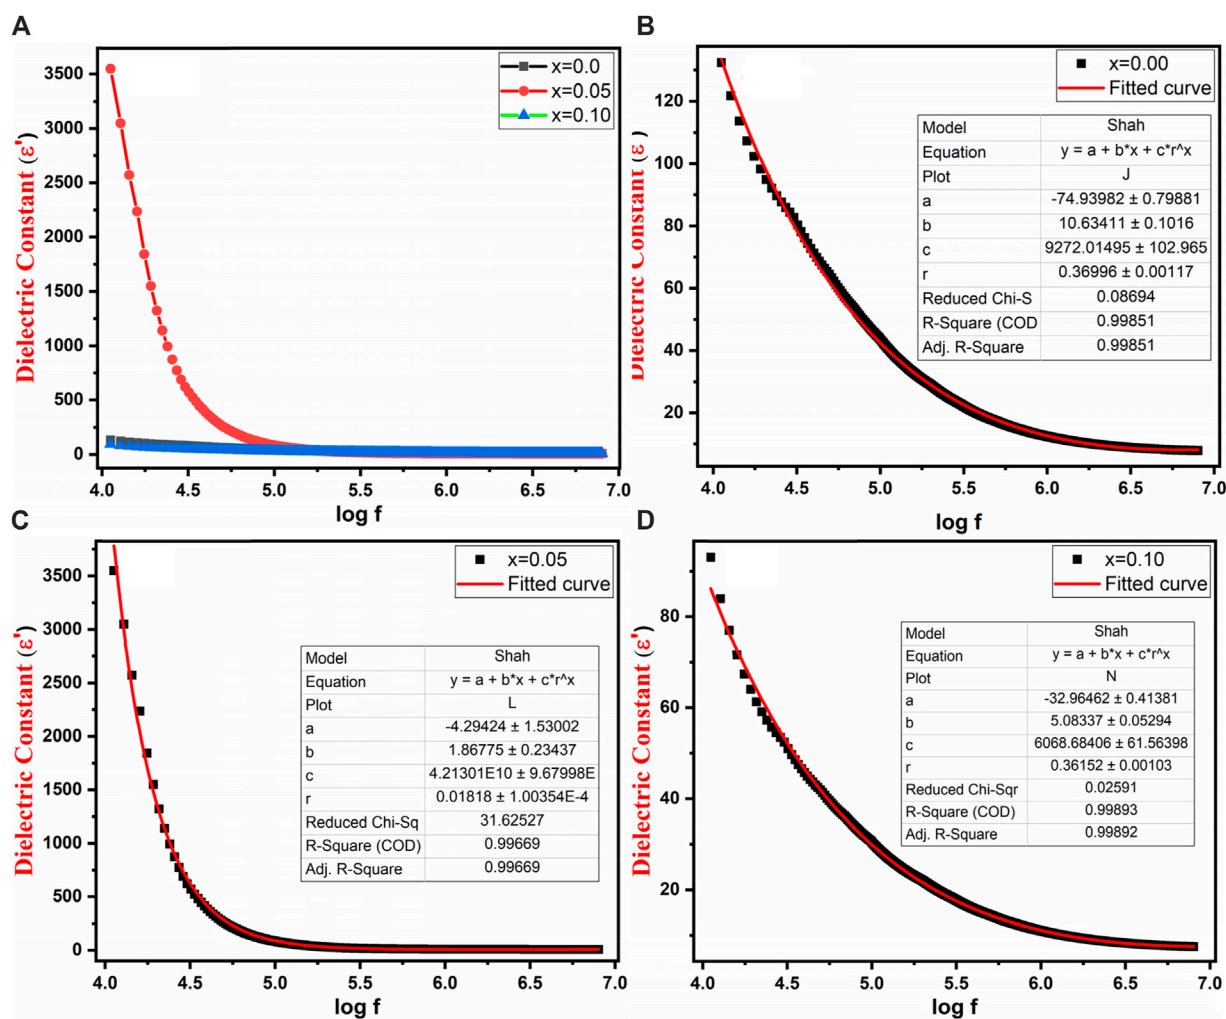 A
Dielectric Constant (ε')
3500
3000
2500
2000
1500
1000
500
0
4.0 4.5 5.0 5.5 6.0 6.5 7.0
log f
x=0.0
x=0.05
x=0.10
B
Dielectric Constant (ε')
120
100
80
60
40
20
4.0 4.5 5.0 5.5 6.0 6.5 7.0
log f
x=0.00
Fitted curve
Model Shah
Equation y = a + b*x + c*r^x
Plot J
a -74.93982 ± 0.79881
b 10.63411 ± 0.1016
c 9272.01495 ± 102.965
r 0.36996 ± 0.00117
Reduced Chi-S 0.08694
R-Square (COD 0.99851
Adj. R-Square 0.99851
C
Dielectric Constant (ε')
3500
3000
2500
2000
1500
1000
500
0
4.0 4.5 5.0 5.5 6.0 6.5 7.0
log f
x=0.05
Fitted curve
Model Shah
Equation y = a + b*x + c*r^x
Plot L
a -4.29424 ± 1.53002
b 1.86775 ± 0.23437
c 4.21301E10 ± 9.67998E
r 0.01818 ± 1.00354E-4
Reduced Chi-Sq 31.62527
R-Square (COD) 0.99669
Adj. R-Square 0.99669
D
Dielectric Constant (ε')
80
60
40
20
4.0 4.5 5.0 5.5 6.0 6.5 7.0
log f
x=0.10
Fitted curve
Model Shah
Equation y = a + b*x + c*r^x
Plot N
a -32.96462 ± 0.41381
b 5.08337 ± 0.05294
c 6068.68406 ± 61.56398
r 0.36152 ± 0.00103
Reduced Chi-Sqr 0.02591
R-Square (COD) 0.99893
Adj. R-Square 0.99892